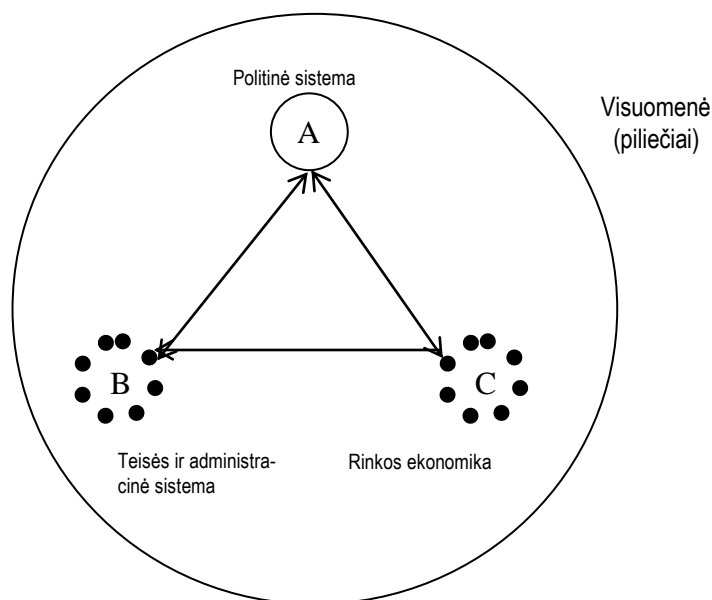 Politinė sistema
A
Visuomenė
(piliečiai)
B
C
Teisės ir administra-
cinė sistema
Rinkos ekonomika